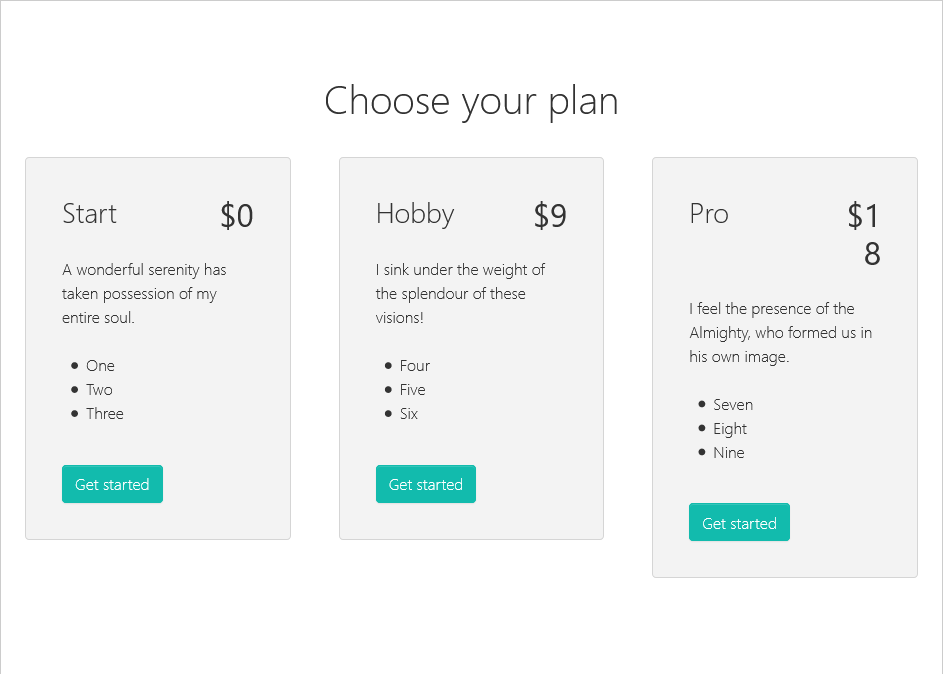 Choose your plan
Start $0
A wonderful serenity has
taken possession of my
entire soul.
One
Two
Three
Get started
Hobby $9
I sink under the weight of
the splendour of these
visions!
Four
Five
Six
Get started
Pro $1
8
I feel the presence of the
Almighty, who formed us in
his own image.
Seven
Eight
Nine
Get started